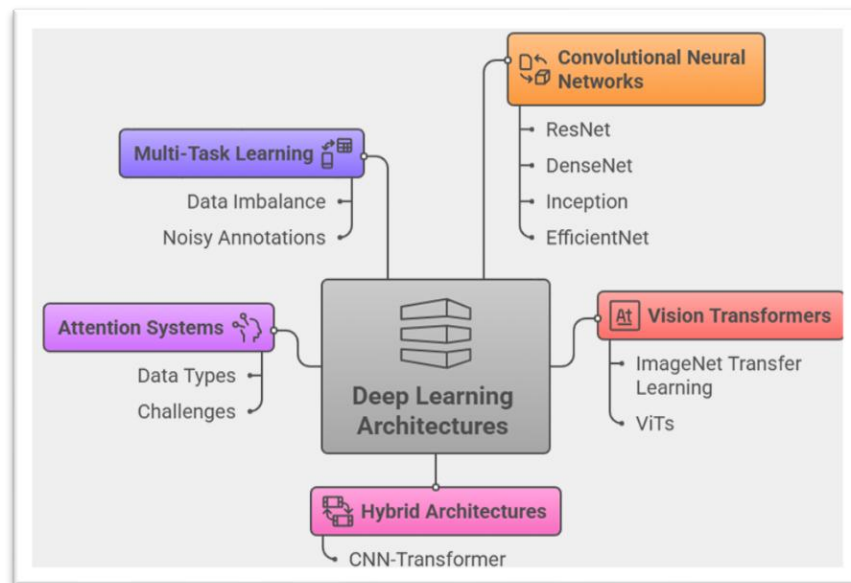 Convolutional Neural
Networks
ResNet
DenseNet
Inception
EfficientNet
Multi-Task Learning
Data Imbalance
Noisy Annotations
Attention Systems
Data Types
Challenges
Deep Learning
Architectures
At
Vision Transformers
ImageNet Transfer
Learning
ViTs
Hybrid Architectures
CNN-Transformer